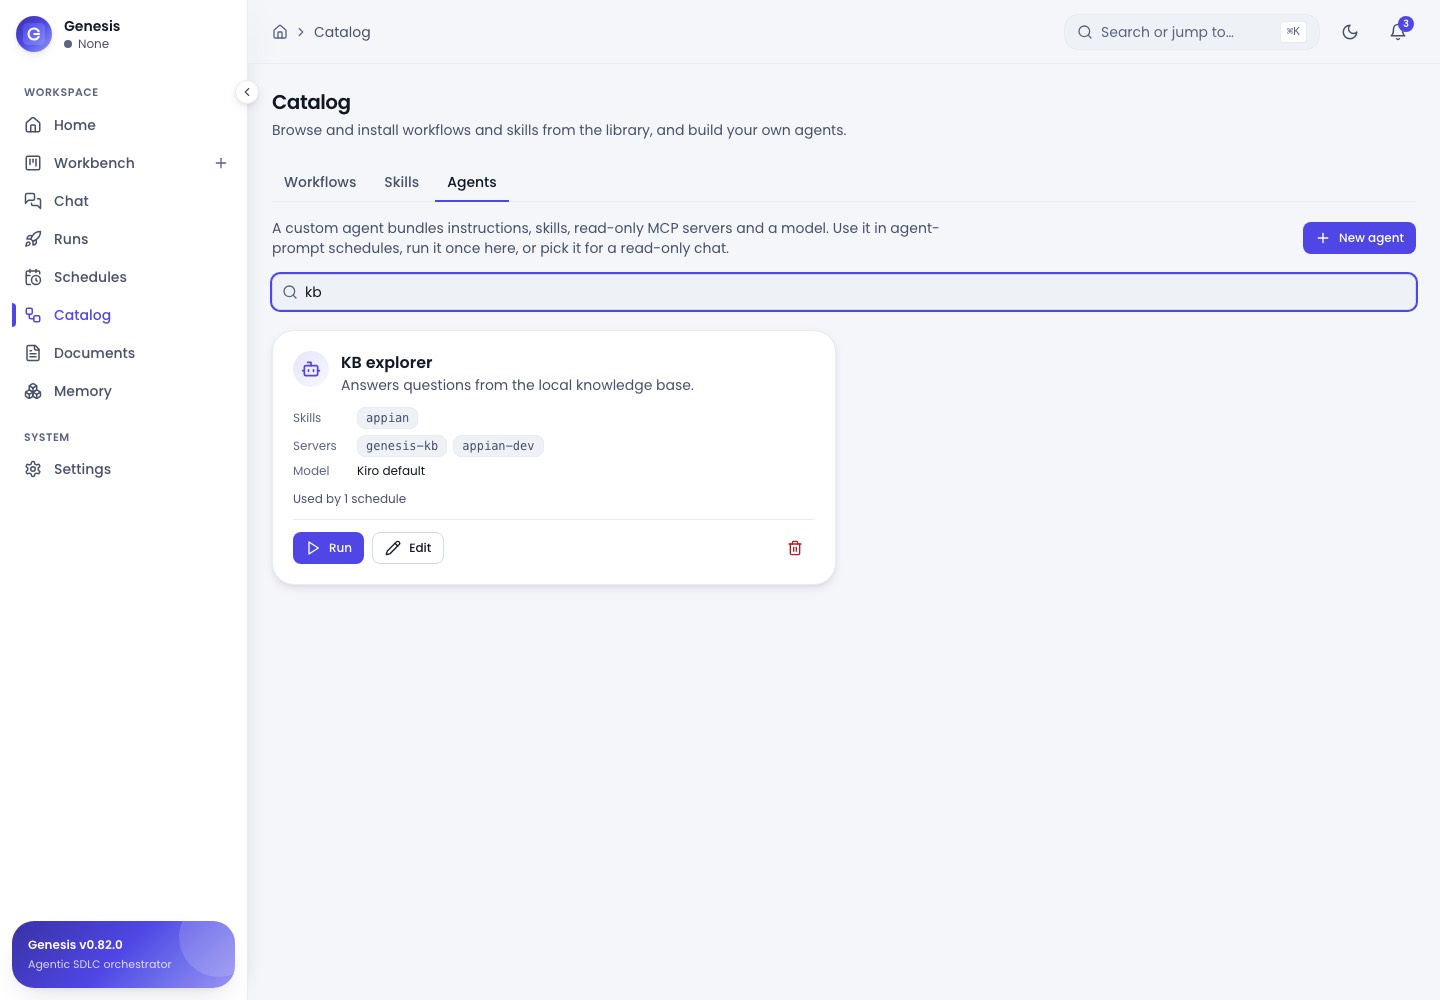 Genesis
None
WORKSPACE
Home
Workbench
Chat
Runs
Schedules
Catalog
Documents
Memory
SYSTEM
Settings
Genesis v0.82.0
Agentic SDLC orchestrator
Catalog
Search or jump to…
⌘K
3
Catalog
Browse and install workflows and skills from the library, and build your own agents.
Workflows
Skills
Agents
A custom agent bundles instructions, skills, read-only MCP servers and a model. Use it in agent-
prompt schedules, run it once here, or pick it for a read-only chat.
New agent
kb
KB explorer
Answers questions from the local knowledge base.
Skills appian
Servers genesis-kb appian-dev
Model Kiro default
Used by 1 schedule
Run
Edit